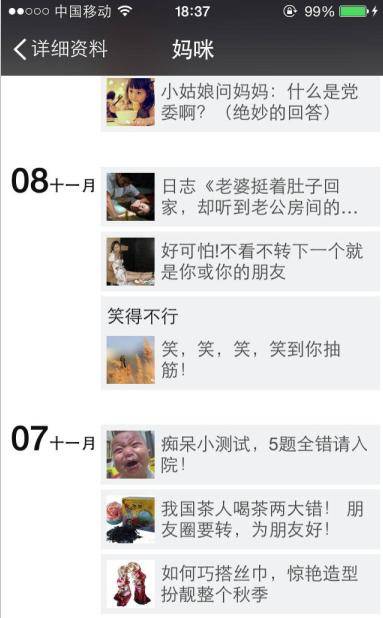 中国移动 18:37 99%
详细资料 妈咪
小姑娘问妈妈：什么是党
委啊？（绝妙的回答）
08十一月
日志《老婆挺着肚子回
家，却听到老公房间的...
好可怕!不看不转下一个就
是你或你的朋友
笑得不行
笑，笑，笑，笑到你抽
筋！
07十一月
痴呆小测试，5题全错请入
院！
我国茶人喝茶两大错！ 朋
友圈要转，为朋友好！
如何巧搭丝巾，惊艳造型
扮靓整个秋季